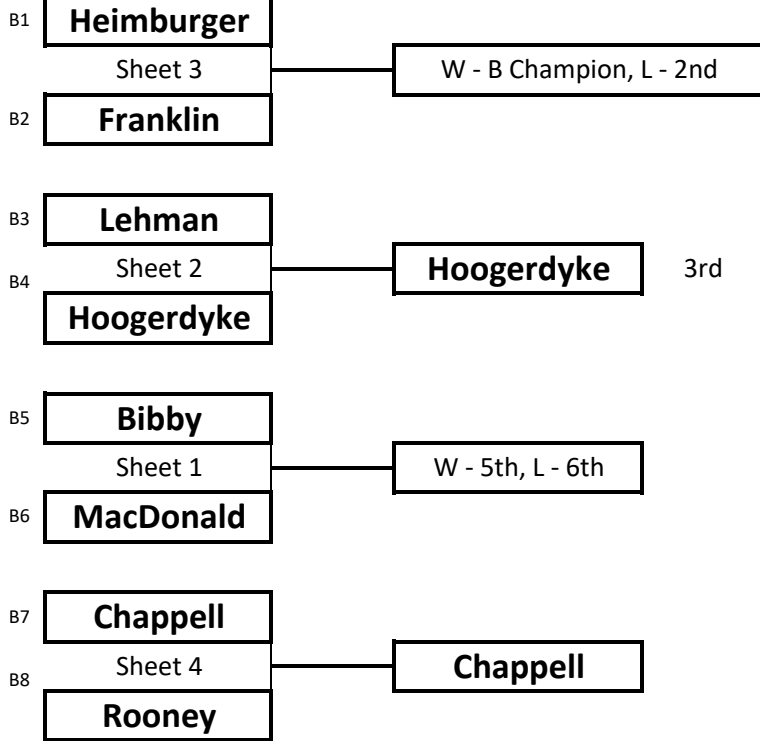 B1 Heimburger
Sheet 3
W - B Champion, L - 2nd
B2 Franklin
B3 Lehman
B4 Sheet 2
Hoogerdyke 3rd
Hoogerdyke
B5 Bibby
Sheet 1
W - 5th, L - 6th
B6 MacDonald
B7 Chappell
B8 Sheet 4
Chappell
Rooney